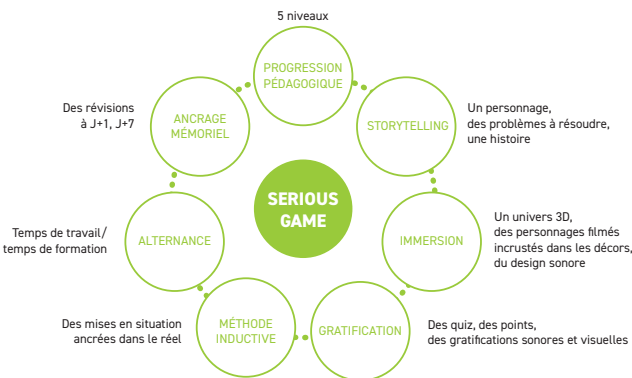 5 niveaux
PROGRESSION
PÉDAGOGIQUE
STORYTELLING
Un personnage,
des problèmes à résoudre,
une histoire
IMMERSION
Un univers 3D,
des personnages filmés
incrustés dans les décors,
du design sonore
GRATIFICATION
Des quiz, des points,
des gratifications sonores et visuelles
MÉTHODE
INDUCTIVE
Des mises en situation
ancrées dans le réel
ALTERNANCE
Temps de travail/
temps de formation
ANCRAGE
MÉMORIEL
Des révisions
à J+1, J+7
SERIOUS
GAME